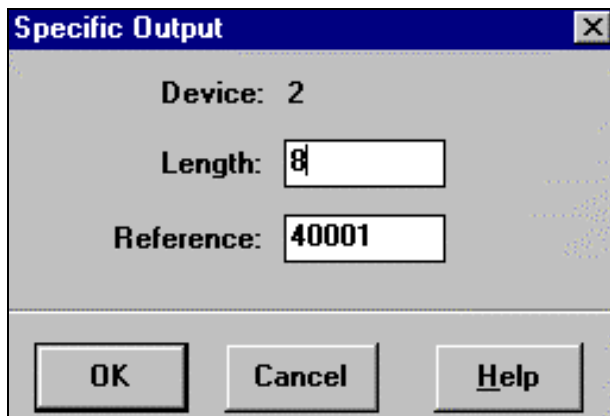 Specific Output
Device: 2
Length: 8
Reference: 40001
OK Cancel Help